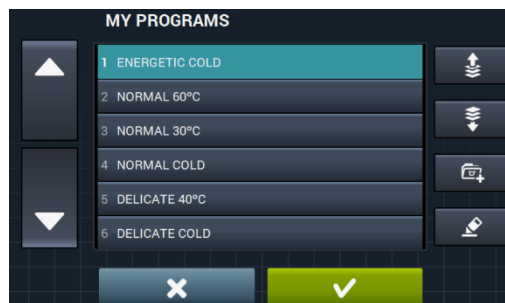 MY PROGRAMS
1 ENERGETIC COLD
2 NORMAL 60ºC
3 NORMAL 30ºC
4 NORMAL COLD
5 DELICATE 40ºC
6 DELICATE COLD